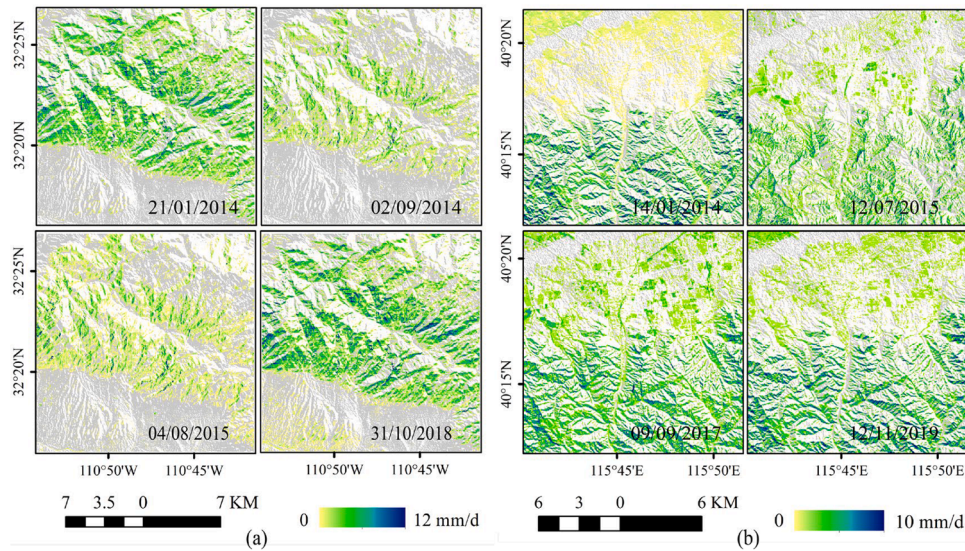 32°25'N
32°20'N
21/01/2014
02/09/2014
40°20'N
40°15'N
14/01/2014
12/07/2015
32°25'N
32°20'N
04/08/2015
31/10/2018
40°20'N
40°15'N
09/09/2017
12/11/2019
110°50'W 110°45'W 110°50'W 110°45'W
115°45'E 115°50'E 115°45'E 115°50'E
7 3.5 0 7 KM
0 12 mm/d
6 3 0 6 KM
0 10 mm/d
(a) (b)